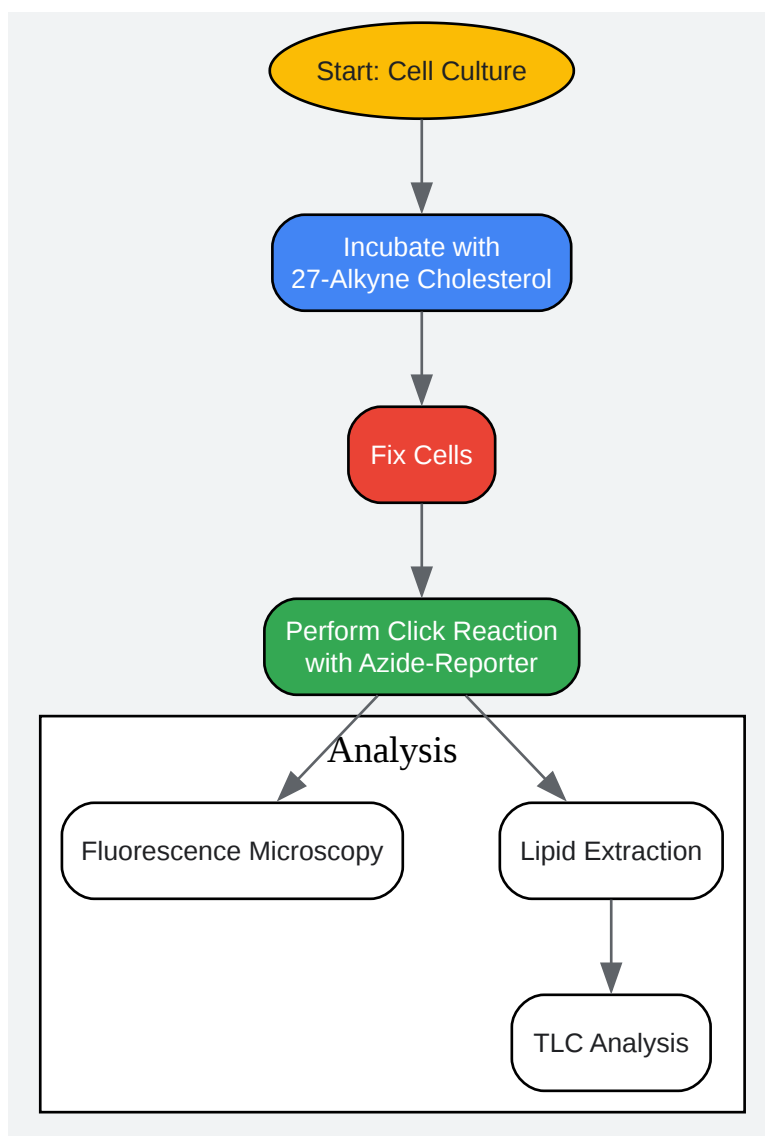 Start: Cell Culture
Incubate with
27-Alkyne Cholesterol
Fix Cells
Perform Click Reaction
with Azide-Reporter
Analysis
Fluorescence Microscopy
Lipid Extraction
TLC Analysis